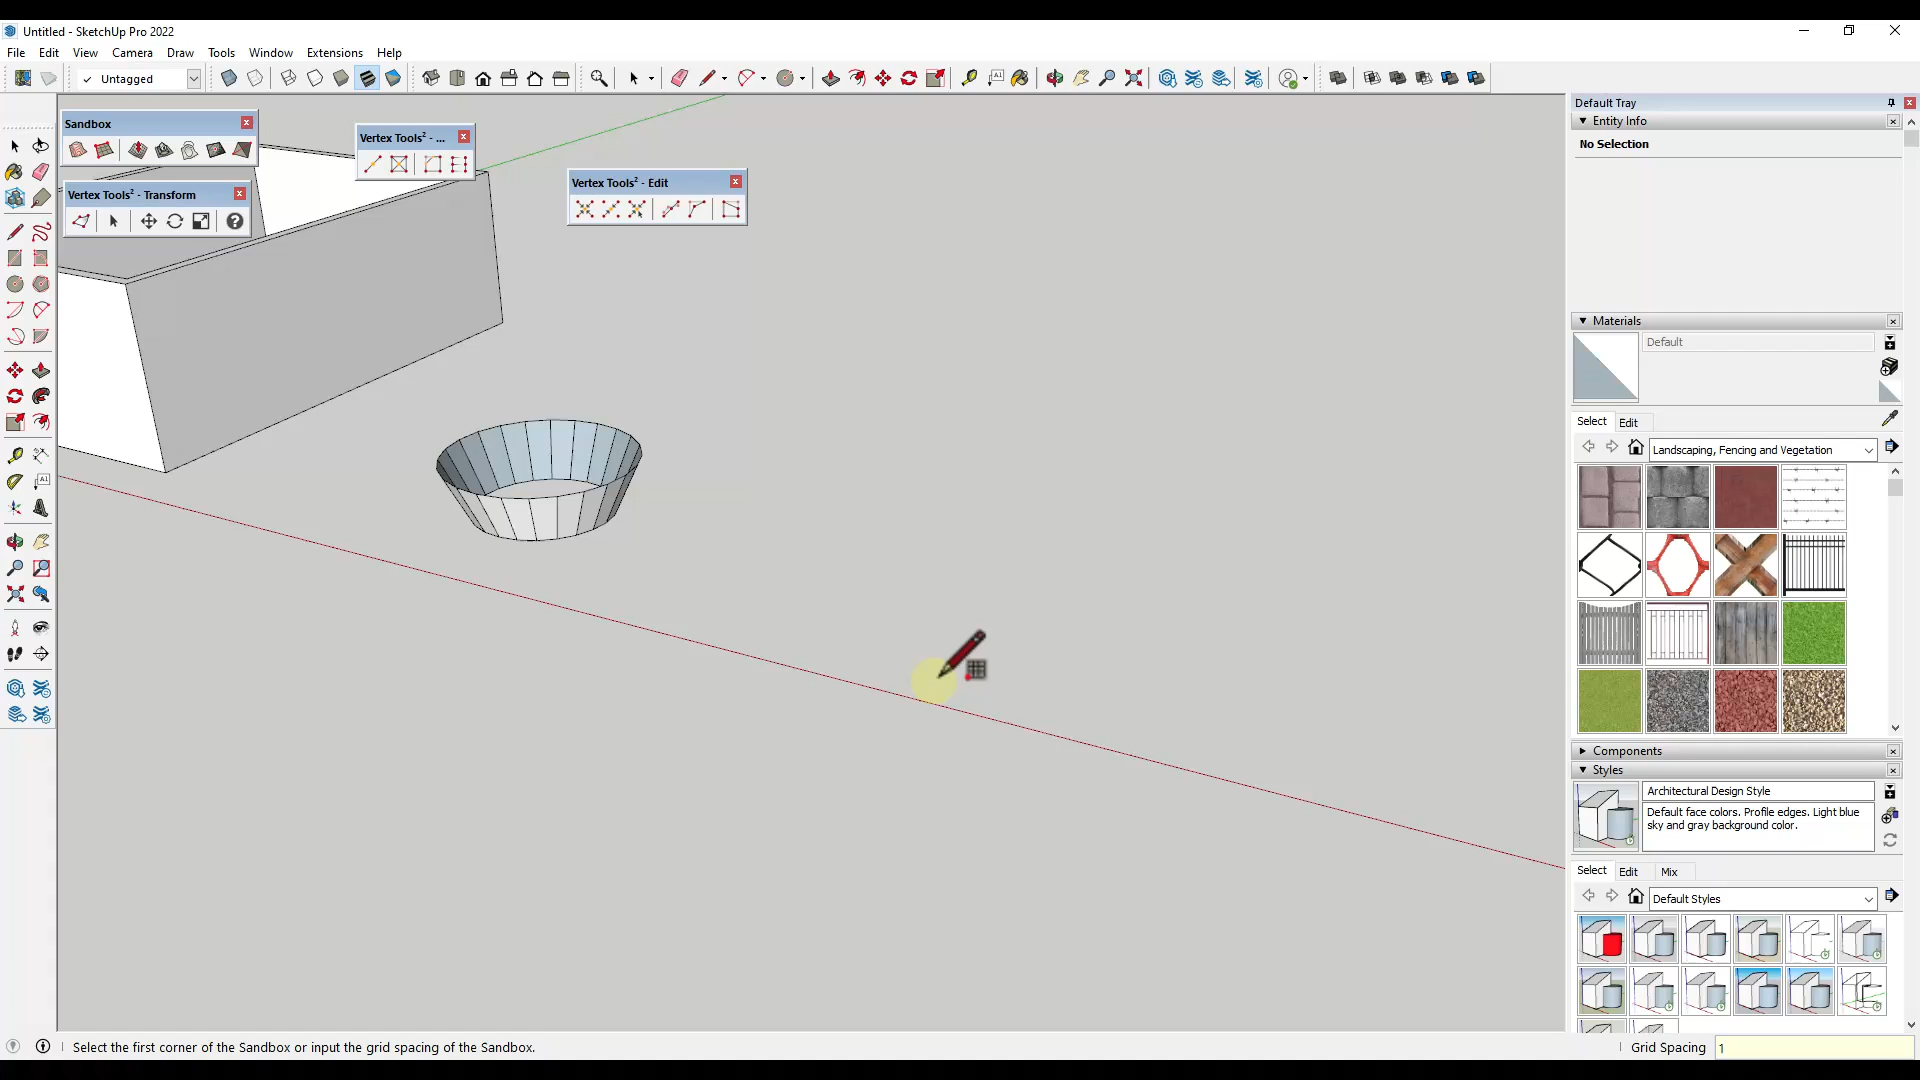 Untitled - SketchUp Pro 2022
File Edit View Camera Draw Tools Window Extensions Help
Untagged
Sandbox
Vertex Tools² - ...
Vertex Tools² - Transform
Vertex Tools² - Edit
Default Tray
Entity Info
No Selection
Materials
Default
Select Edit
Landscaping, Fencing and Vegetation
Components
Styles
Architectural Design Style
Default face colors. Profile edges. Light blue
sky and gray background color.
Select Edit Mix
Default Styles
Select the first corner of the Sandbox or input the grid spacing of the Sandbox.
Grid Spacing 1